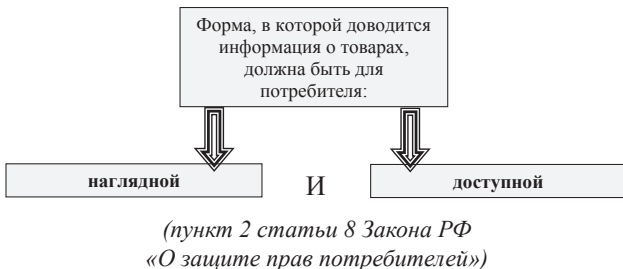 Форма, в которой доводится
информация о товарах,
должна быть для
потребителя:
наглядной И доступной
(пункт 2 статьи 8 Закона РФ
«О защите прав потребителей»)